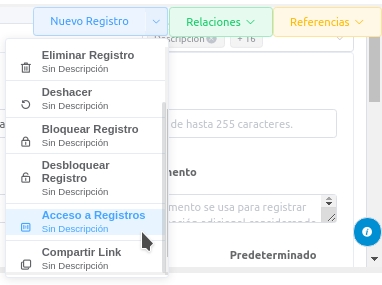 Nuevo Registro
Relaciones
Referencias
Descripción
+ 16
Eliminar Registro
Sin Descripción
Deshacer
Sin Descripción
Bloquear Registro
Sin Descripción
de hasta 255 caracteres.
Desbloquear
Registro
Sin Descripción
mento
Acceso a Registros
Sin Descripción
mento se usa para registrar
Compartir Link
Sin Descripción
Predeterminado